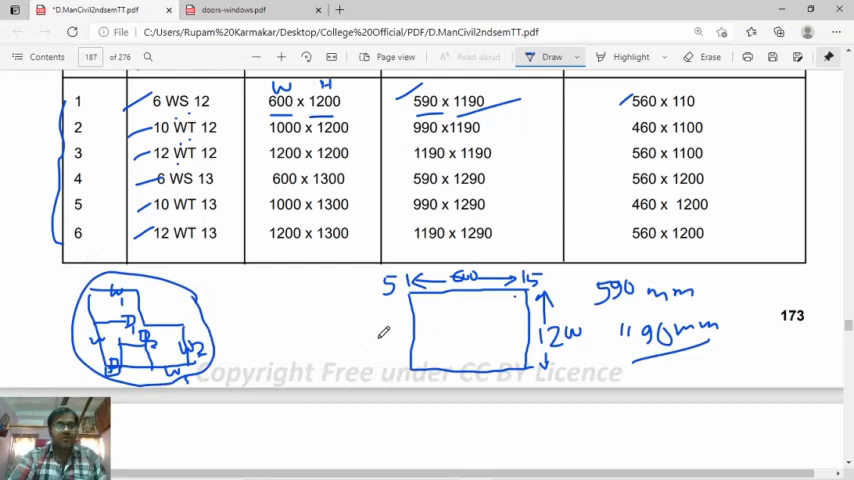 *D.ManCivil2ndsemTT.pdf
doors-windows.pdf
File
C:/Users/Rupam%20Karmakar/Desktop/College%20Official/PDF/D.ManCivil2ndsemTT.pdf
Contents
187 of 276
Page view
Draw
Highlight
Erase
W H
1 6 WS 12 600 x 1200 590 x 1190 560 x 110
2 10 WT 12 1000 x 1200 990 x1190 460 x 1100
3 12 WT 12 1200 x 1200 1190 x 1190 560 x 1100
4 6 WS 13 600 x 1300 590 x 1290 560 x 1200
5 10 WT 13 1000 x 1300 990 x 1290 460 x 1200
6 12 WT 13 1200 x 1300 1190 x 1290 560 x 1200
5 600 5
590 mm
W1
D1
D2
W2
D
W1
1190mm
173
Copyright Free under CC BY Licence